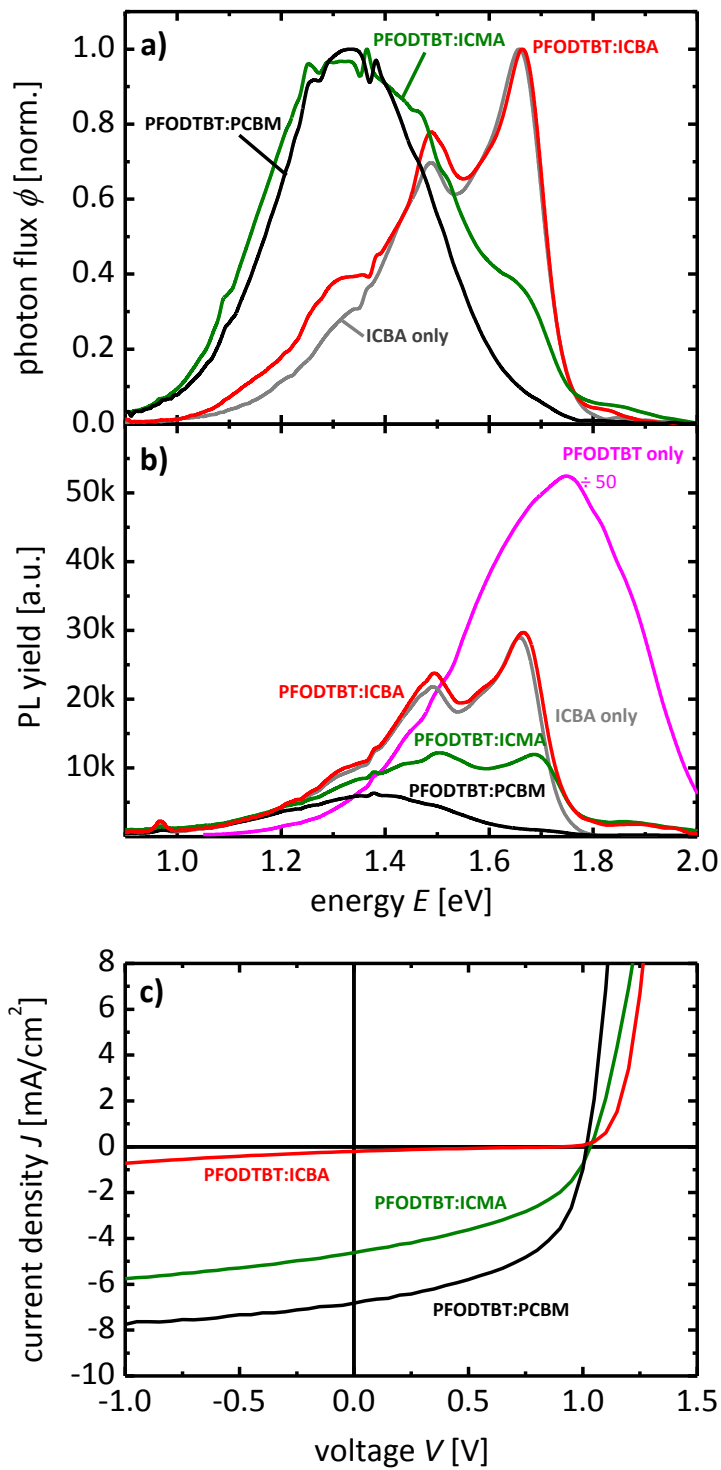 a)
PFODTBT:ICMA
PFODTBT:ICBA
PFODTBT:PCBM
ICBA only
photon flux ϕ [norm.]
1.0
0.8
0.6
0.4
0.2
0.0
b)
PFODTBT only
÷ 50
PFODTBT:ICBA
ICBA only
PFODTBT:ICMA
PFODTBT:PCBM
PL yield [a.u.]
50k
40k
30k
20k
10k
1.0 1.2 1.4 1.6 1.8 2.0
energy E [eV]
c)
PFODTBT:ICBA
PFODTBT:ICMA
PFODTBT:PCBM
current density J [mA/cm²]
8
6
4
2
0
-2
-4
-6
-8
-10
-1.0 -0.5 0.0 0.5 1.0 1.5
voltage V [V]